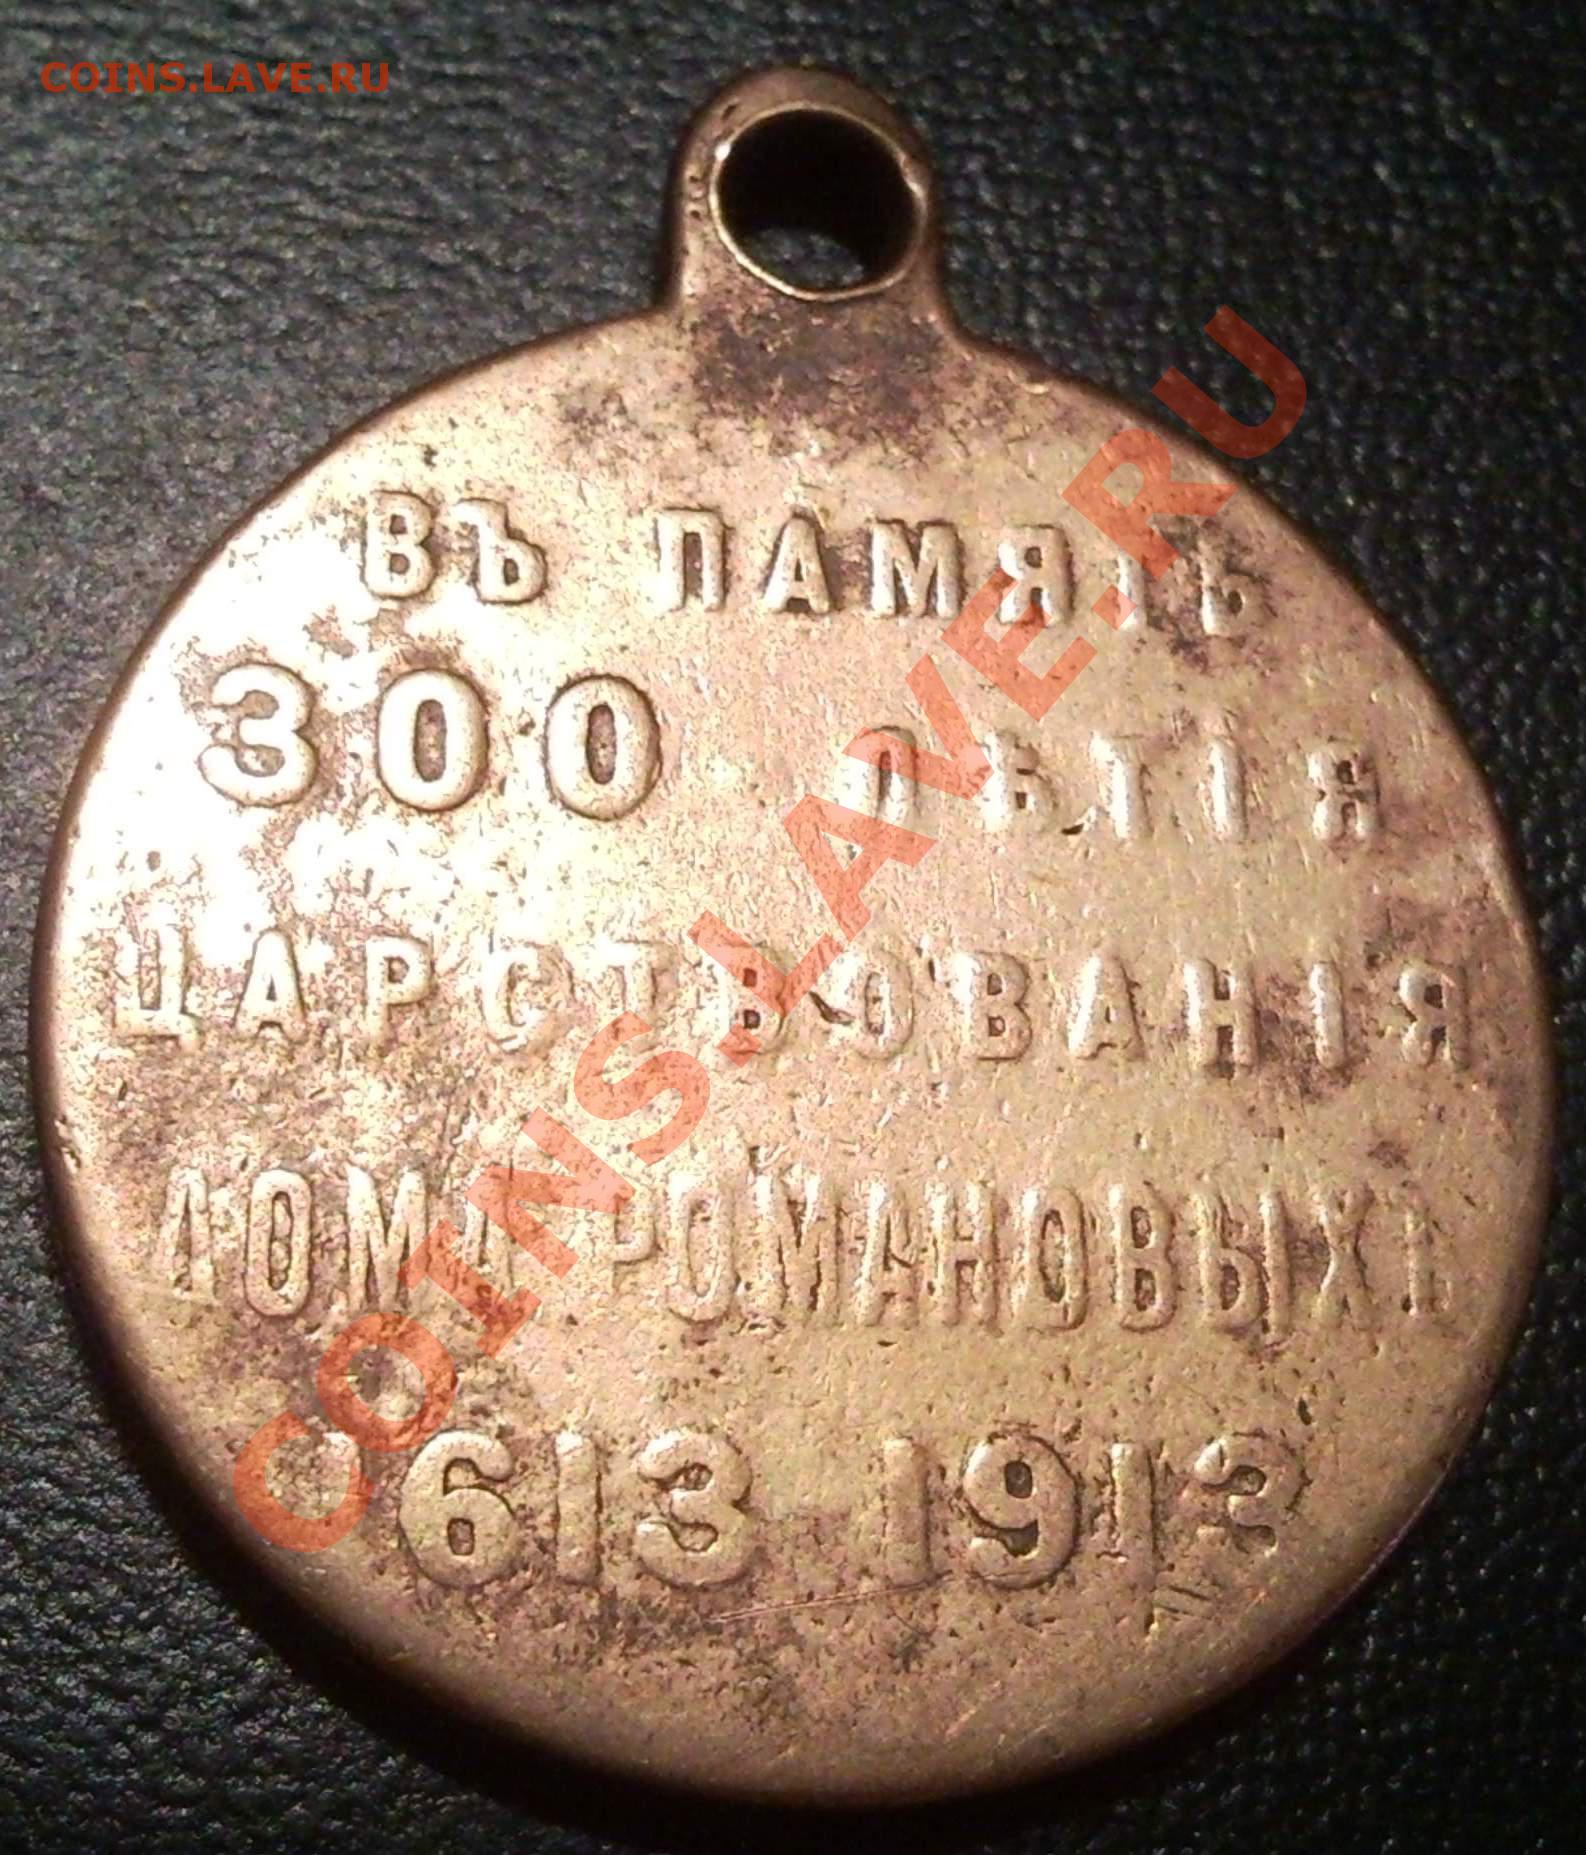 COINS.LAVE.RU
ВЪ ПАМЯТЬ
300 ЛѢТІЯ
ЦАРСТВОВАНІЯ
ДОМА РОМАНОВЫХЪ
1613 1913
COINS.LAVE.RU